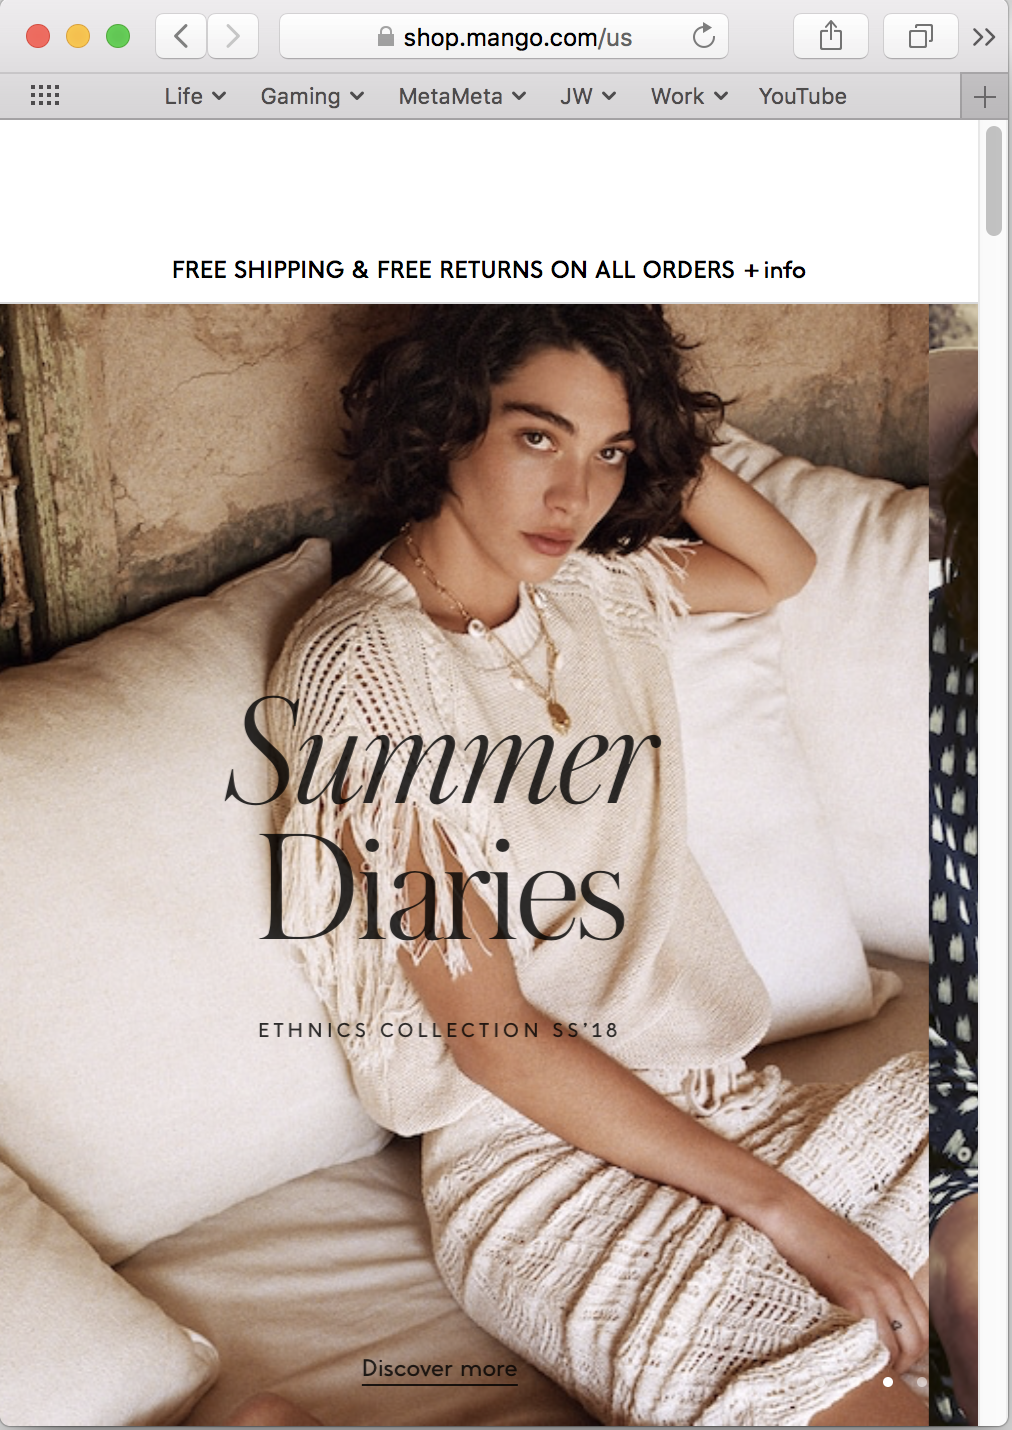 shop.mango.com/us
Life Gaming MetaMeta JW Work YouTube
FREE SHIPPING & FREE RETURNS ON ALL ORDERS +info
Summer
Diaries
ETHNICS COLLECTION SS'18
Discover more